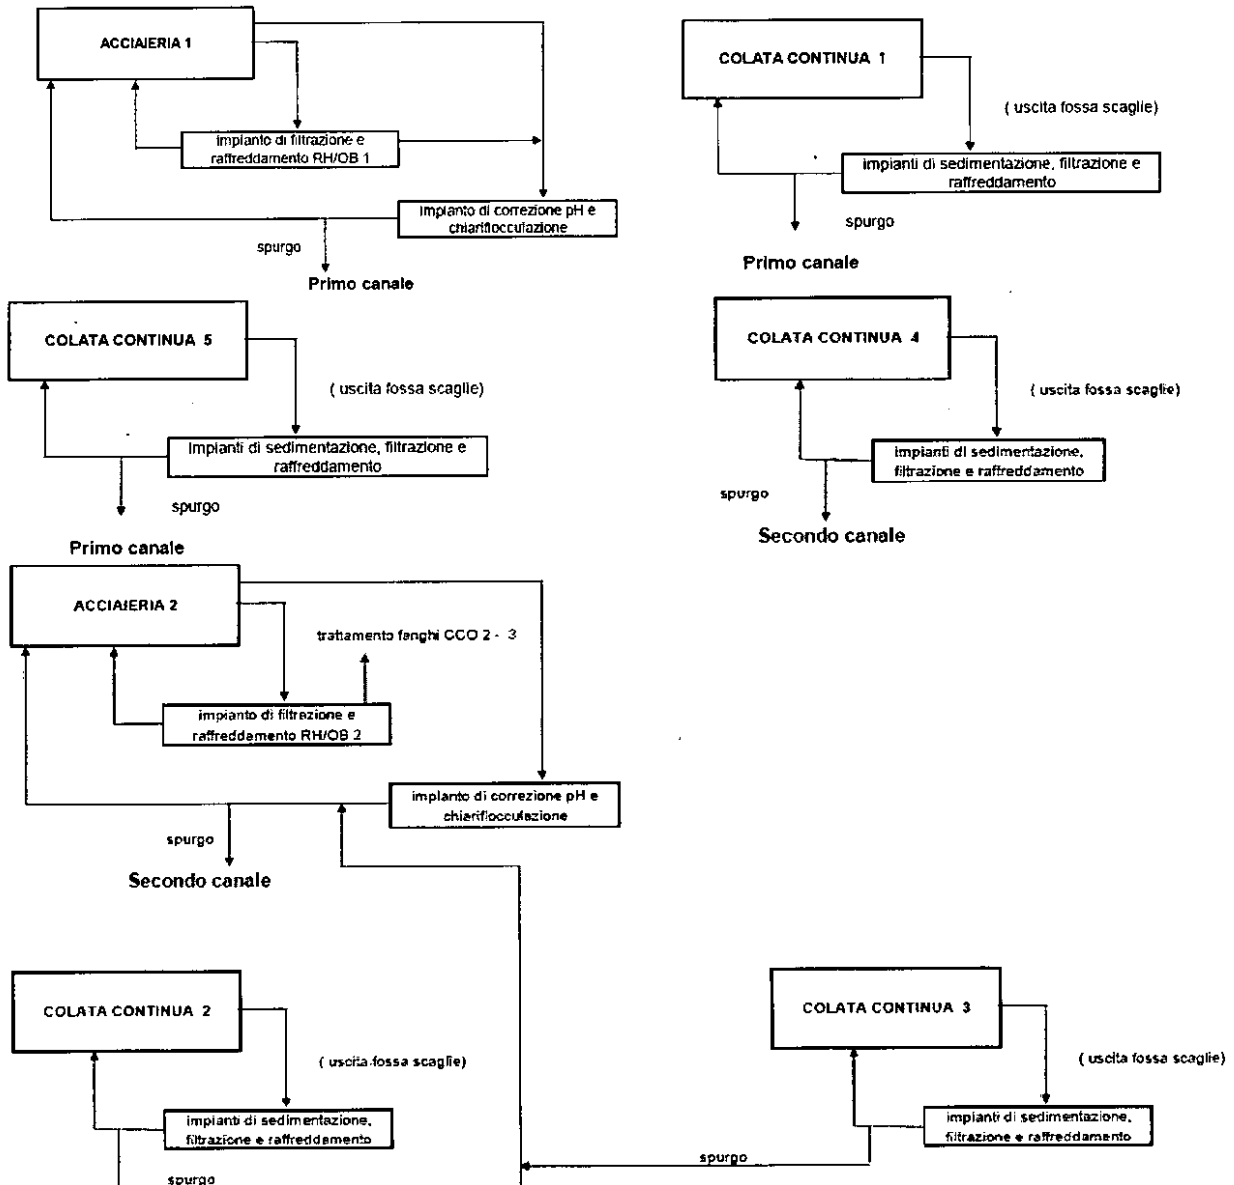 ACCIAIERIA 1
impianto di filtrazione e
raffreddamento RH/OB 1
impianto di correzione pH e
chiariflocculazione
spurgo
Primo canale
COLATA CONTINUA 1
( uscita fossa scaglie)
impianti di sedimentazione, filtrazione e
raffreddamento
spurgo
Primo canale
COLATA CONTINUA 5
( uscita fossa scaglie)
impianti di sedimentazione, filtrazione e
raffreddamento
spurgo
Primo canale
COLATA CONTINUA 4
( uscita fossa scaglie)
impianti di sedimentazione,
filtrazione e raffreddamento
spurgo
Secondo canale
ACCIAIERIA 2
trattamento fanghi CCO 2 - 3
impianto di filtrazione e
raffreddamento RH/OB 2
impianto di correzione pH e
chiariflocculazione
spurgo
Secondo canale
COLATA CONTINUA 2
( uscita fossa scaglie)
impianti di sedimentazione,
filtrazione e raffreddamento
spurgo
COLATA CONTINUA 3
( uscita fossa scaglie)
impianti di sedimentazione,
filtrazione e raffreddamento
spurgo